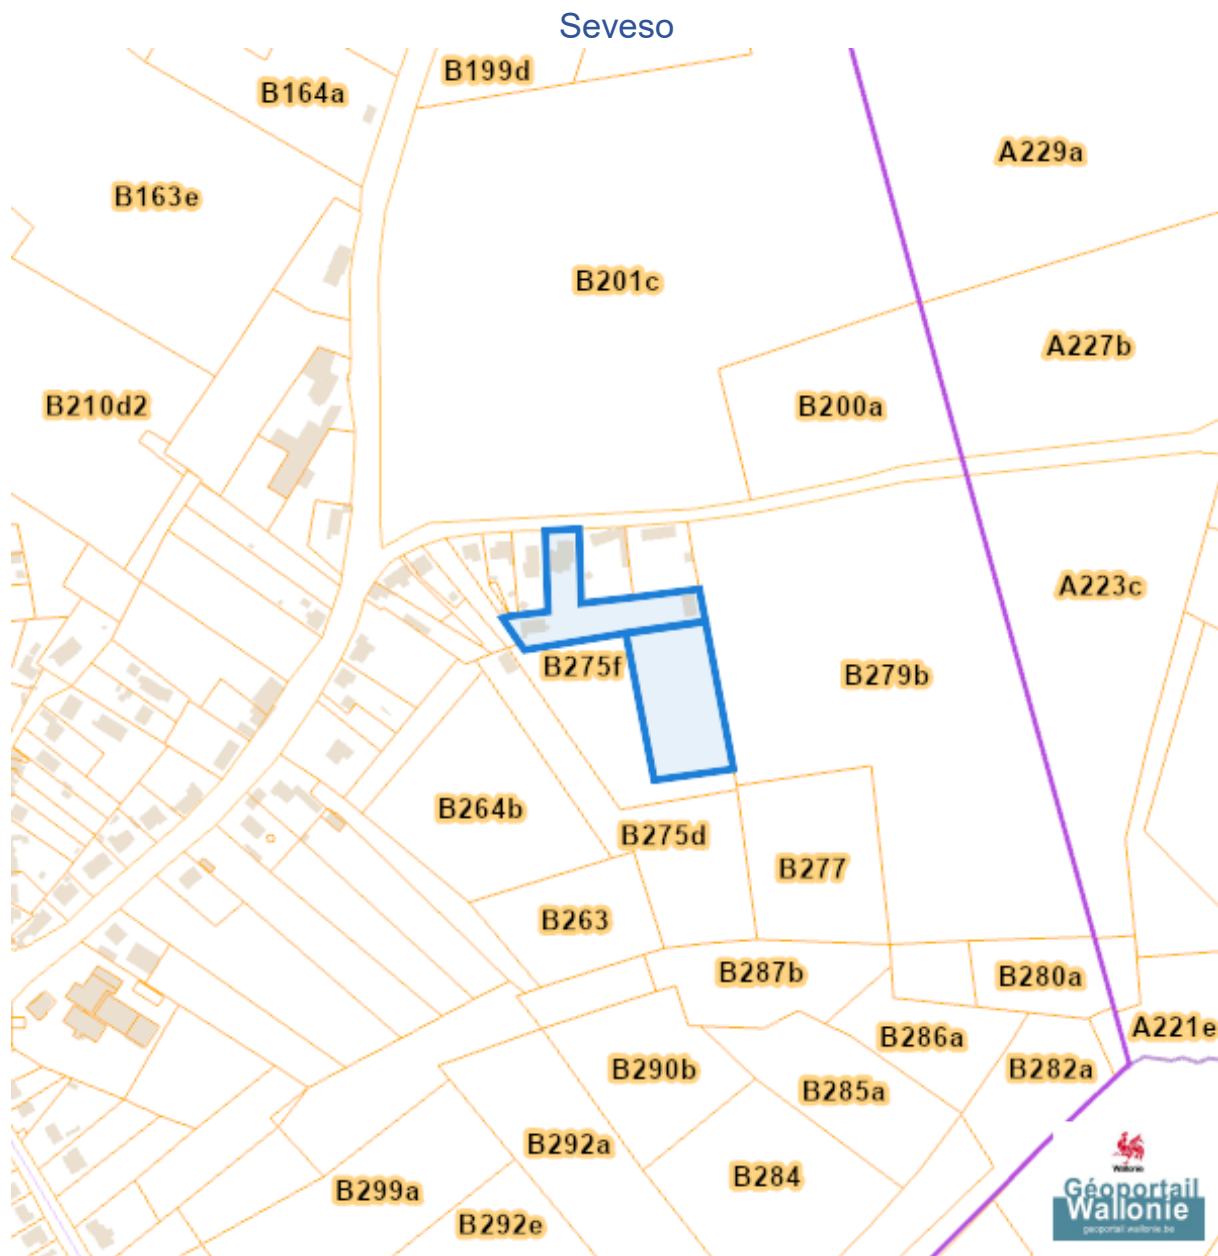 Seveso
B199d
B164a
A229a
B163e
B201c
A227b
B210d2
B200a
A223c
B275f
B279b
B264b
B275d
B277
B263
B287b
B280a
A221e
B286a
B290b
B282a
B285a
B292a
B284
B299a
B292e
Wallonie
Géoportail
Wallonie
geoportail.wallonie.be